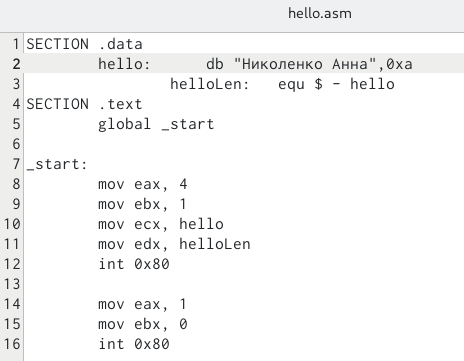 hello.asm
1 SECTION .data
2 hello: db "Николенко Анна",0xa
3 helloLen: equ $ - hello
4 SECTION .text
5 global _start
6
7 _start:
8 mov eax, 4
9 mov ebx, 1
10 mov ecx, hello
11 mov edx, helloLen
12 int 0x80
13
14 mov eax, 1
15 mov ebx, 0
16 int 0x80